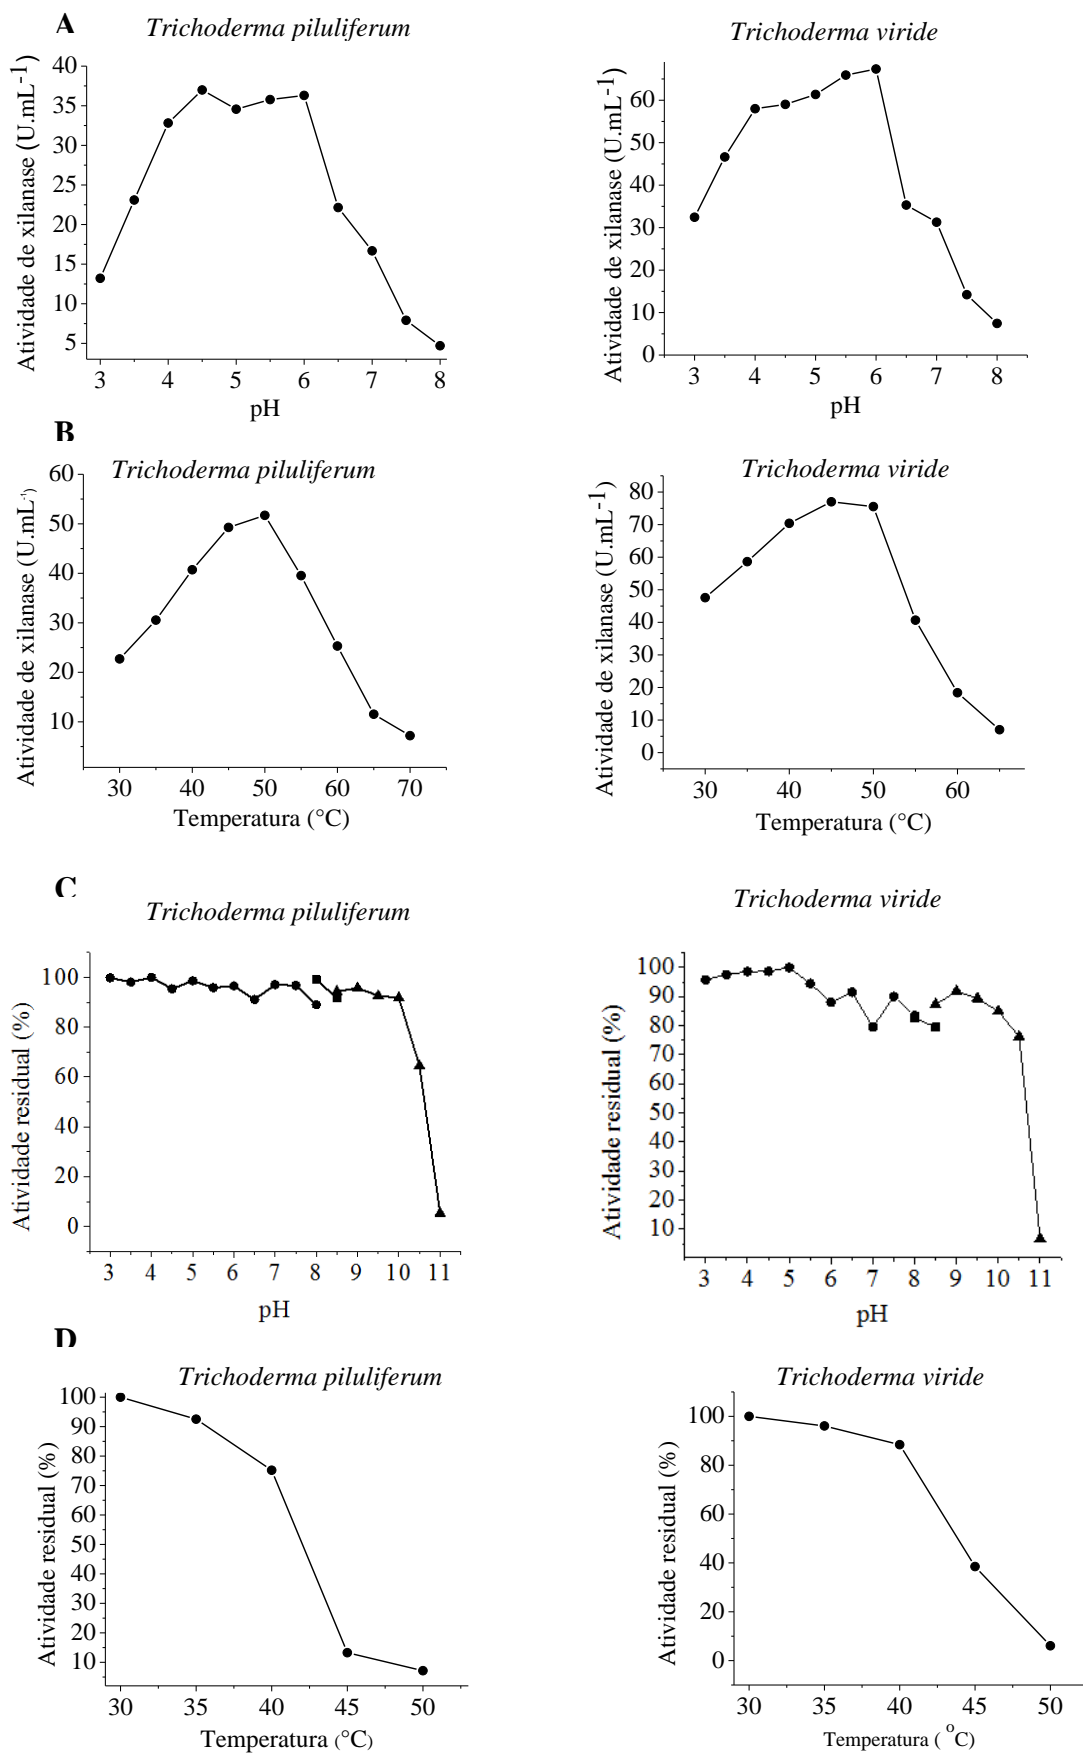 A
Trichoderma piluliferum
Atividade de xilanase (U.mL-1)
40
35
30
25
20
15
10
5
3 4 5 6 7 8
pH
Trichoderma viride
Atividade de xilanase (U.mL-1)
60
50
40
30
20
10
0
3 4 5 6 7 8
pH
B
Trichoderma piluliferum
Atividade de xilanase (U.mL-1)
60
50
40
30
20
10
30 40 50 60 70
Temperatura (°C)
Trichoderma viride
Atividade de xilanase (U.mL-1)
80
70
60
50
40
30
20
10
0
30 40 50 60
Temperatura (°C)
C
Trichoderma piluliferum
Atividade residual (%)
100
80
60
40
20
0
3 4 5 6 7 8 9 10 11
pH
Trichoderma viride
Atividade residual (%)
100
90
80
70
60
50
40
30
20
10
3 4 5 6 7 8 9 10 11
pH
D
Trichoderma piluliferum
Atividade residual (%)
100
90
80
70
60
50
40
30
20
10
30 35 40 45 50
Temperatura (°C)
Trichoderma viride
Atividade residual (%)
100
80
60
40
20
0
30 35 40 45 50
Temperatura ( °C)